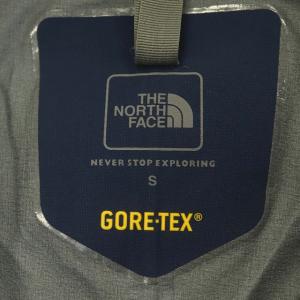 THE
NORTH
FACE
NEVER STOP EXPLORING
S
GORE-TEX®